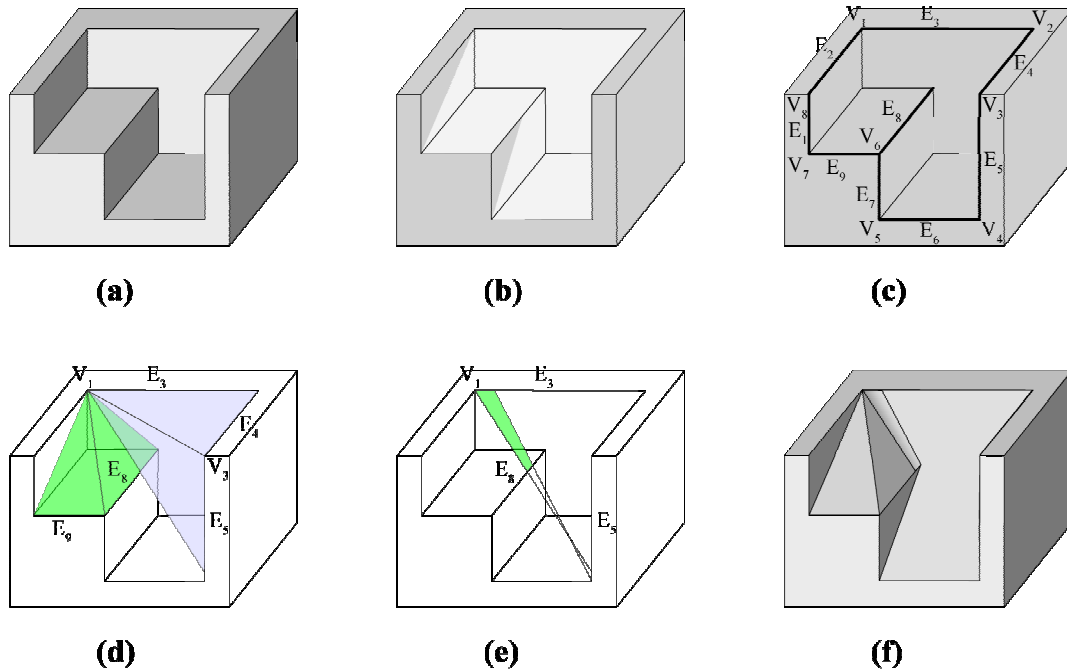 V1 E3 V2
E2 E4
V8 E8 V3
E1 V6
V7 E9 E5
E7
V5 E6 V4
(a) (b) (c)
V1 E3 V1 E3
E4
E8 V3 E8
E9 E5 E5
(d) (e) (f)